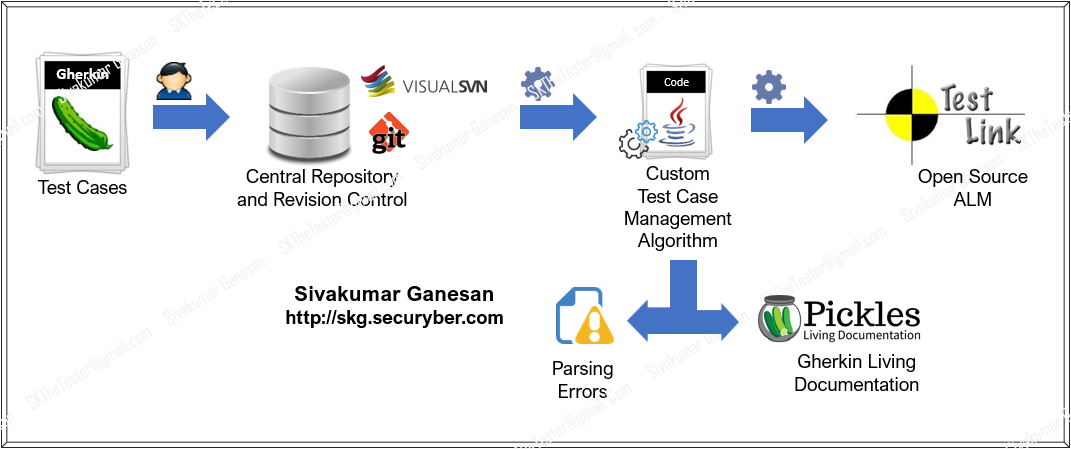 Gherkin
Test Cases
VISUALSVN
git
Central Repository
and Revision Control
SVN
Code
Custom
Test Case
Management
Algorithm
Test
Link
Open Source
ALM
Sivakumar Ganesan
http://skg.securyber.com
Parsing
Errors
Pickles
Living Documentation
Gherkin Living
Documentation
Sivakumar Ganesan SKTheTester@gmail.com